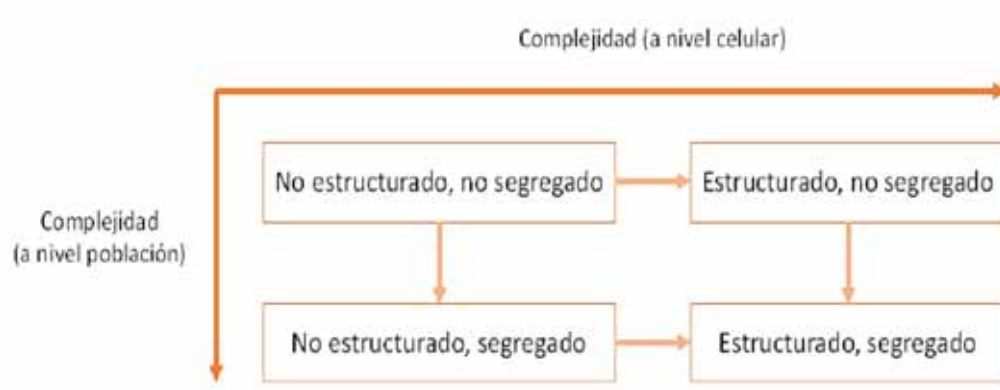 Complejidad (a nivel celular)
No estructurado, no segregado
Estructurado, no segregado
Complejidad
(a nivel población)
No estructurado, segregado
Estructurado, segregado